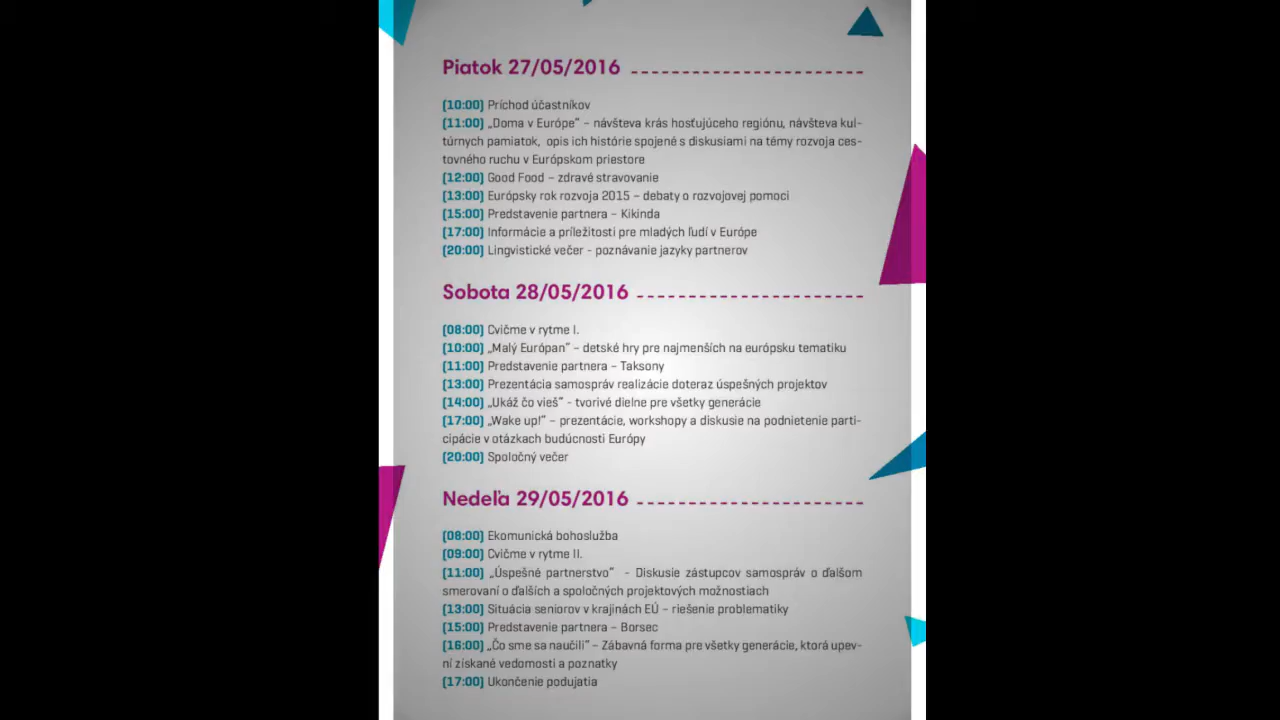 Piatok 27/05/2016
(10:00) Príchod účastníkov
(11:00) „Doma v Európe" – návšteva krás hosťujúceho regiónu, návšteva kul-
túrnych pamiatok, opis ich histórie spojené s diskusiami na témy rozvoja ces-
tovného ruchu v Európskom priestore
(12:00) Good Food – zdravé stravovanie
(13:00) Európsky rok rozvoja 2015 – debaty o rozvojovej pomoci
(15:00) Predstavenie partnera – Kikinda
(17:00) Informácie a príležitosti pre mladých ľudí v Európe
(20:00) Lingvistické večer - poznávanie jazyky partnerov
Sobota 28/05/2016
(08:00) Cvičme v rytme I.
(10:00) „Malý Európan" – detské hry pre najmenších na európsku tematiku
(11:00) Predstavenie partnera – Taksony
(13:00) Prezentácia samospráv realizácie doteraz úspešných projektov
(14:00) „Ukáž čo vieš" - tvorivé dielne pre všetky generácie
(17:00) „Wake up!" – prezentácie, workshopy a diskusie na podnietenie parti-
cipácie v otázkach budúcnosti Európy
(20:00) Spoločný večer
Nedeľa 29/05/2016
(08:00) Ekomunická bohoslužba
(09:00) Cvičme v rytme II.
(11:00) „Úspešné partnerstvo" - Diskusie zástupcov samospráv o ďalšom
smerovaní o ďalších a spoločných projektových možnostiach
(13:00) Situácia seniorov v krajinách EÚ – riešenie problematiky
(15:00) Predstavenie partnera – Borsec
(16:00) „Čo sme sa naučili" – Zábavná forma pre všetky generácie, ktorá upev-
ní získané vedomosti a poznatky
(17:00) Ukončenie podujatia